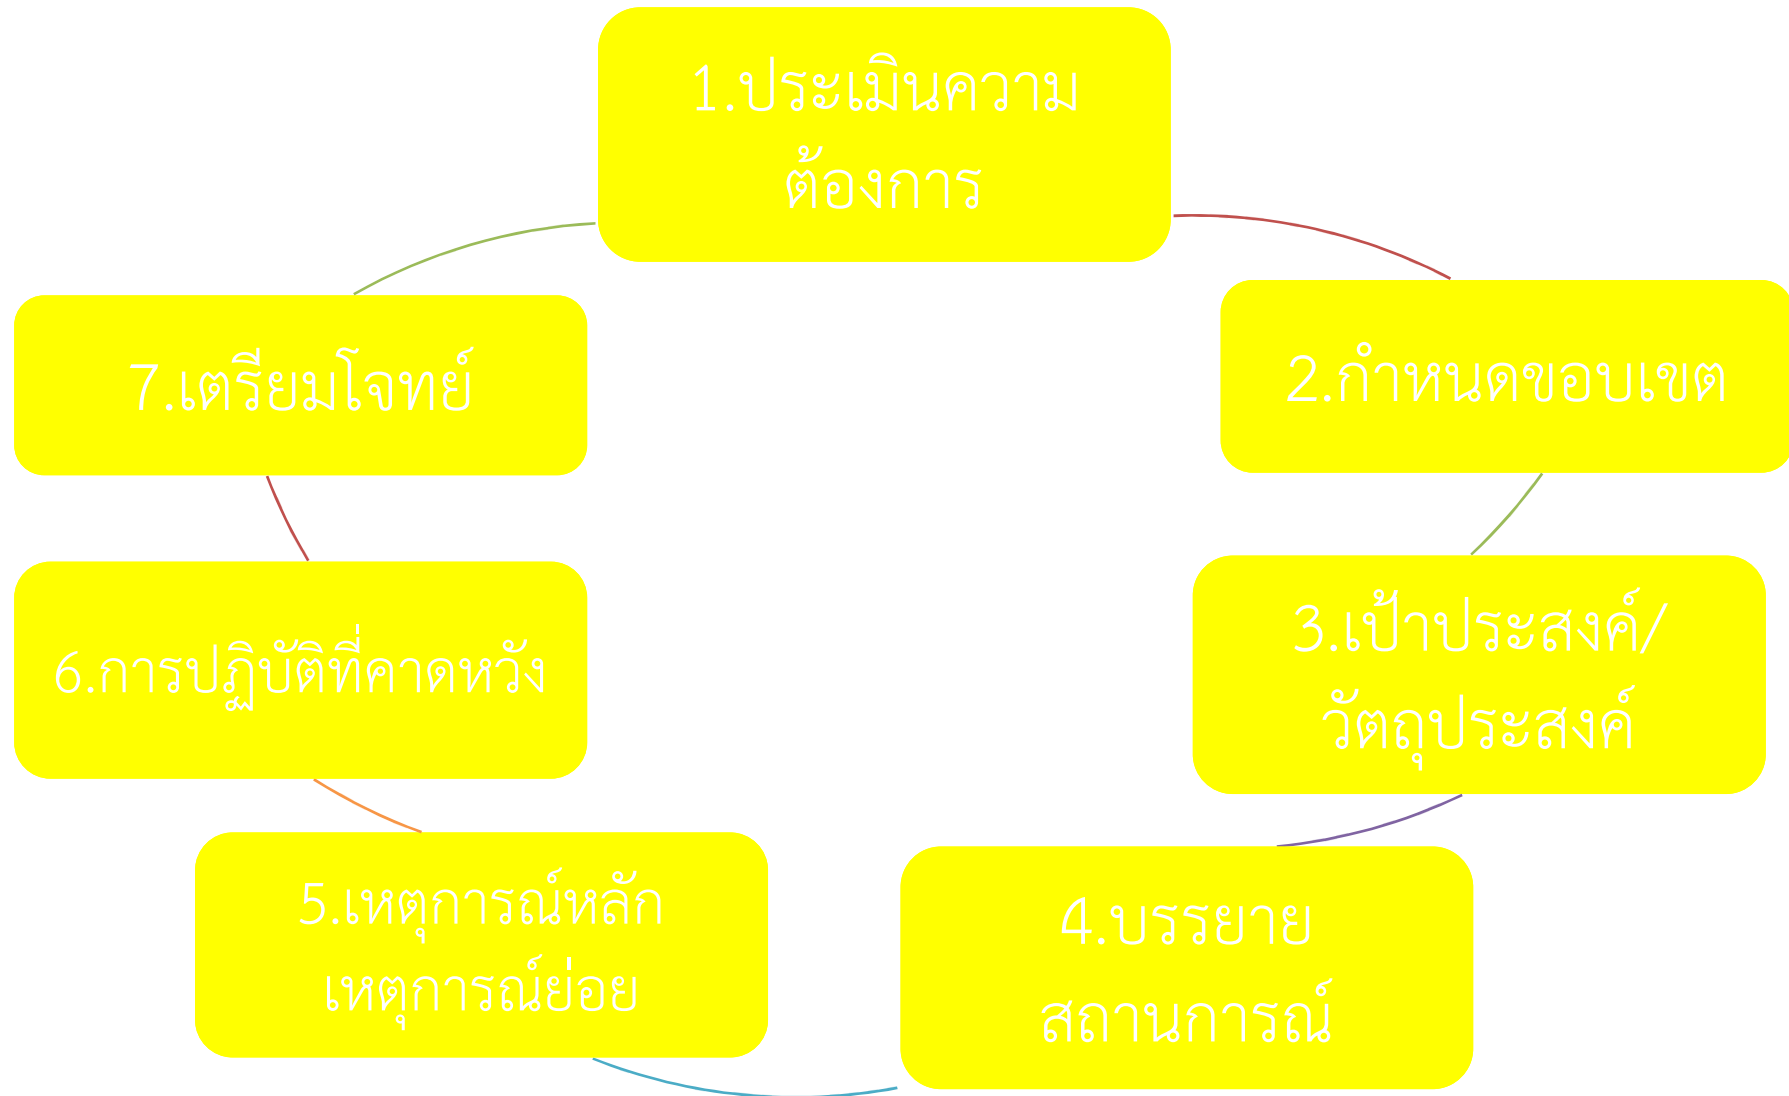 1.ประเมินความ
ต้องการ
2.กำหนดขอบเขต
3.เป้าประสงค์/
วัตถุประสงค์
4.บรรยาย
สถานการณ์
5.เหตุการณ์หลัก
เหตุการณ์ย่อย
6.การปฏิบัติที่คาดหวัง
7.เตรียมโจทย์